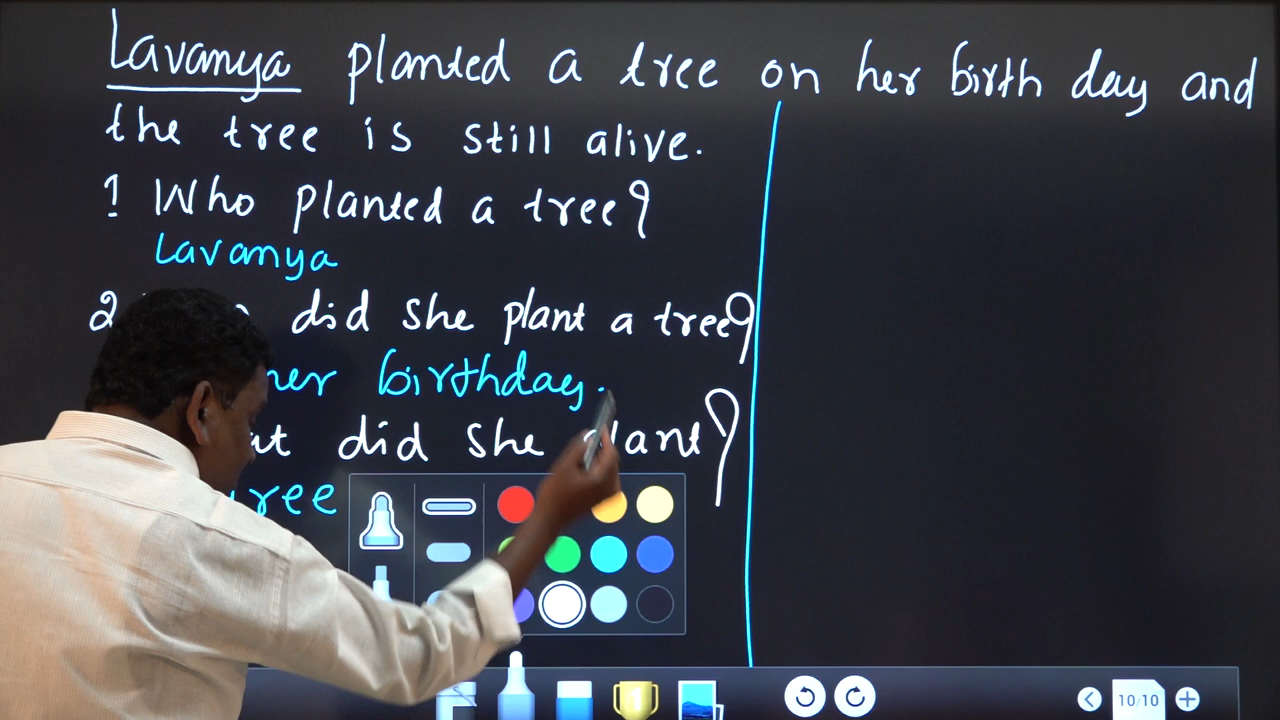 Lavanya planted a tree on her birth day and
the tree is still alive.
1 Who planted a tree?
Lavanya
2 did she plant a tree?
her birthday.
did she plant?
tree
10/10